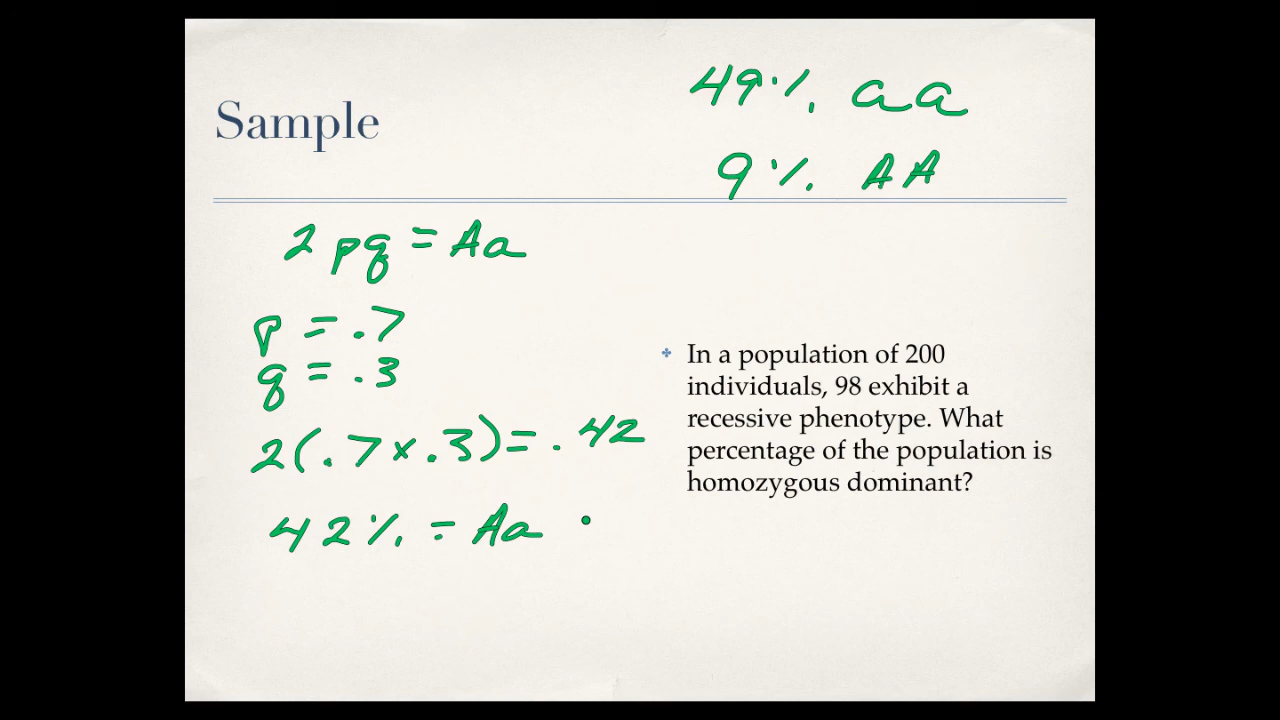 Sample
49% aa
9% AA
2pq = Aa
p = .7
q = .3
2(.7 x .3) = .42
42% = Aa
✤ In a population of 200
individuals, 98 exhibit a
recessive phenotype. What
percentage of the population is
homozygous dominant?